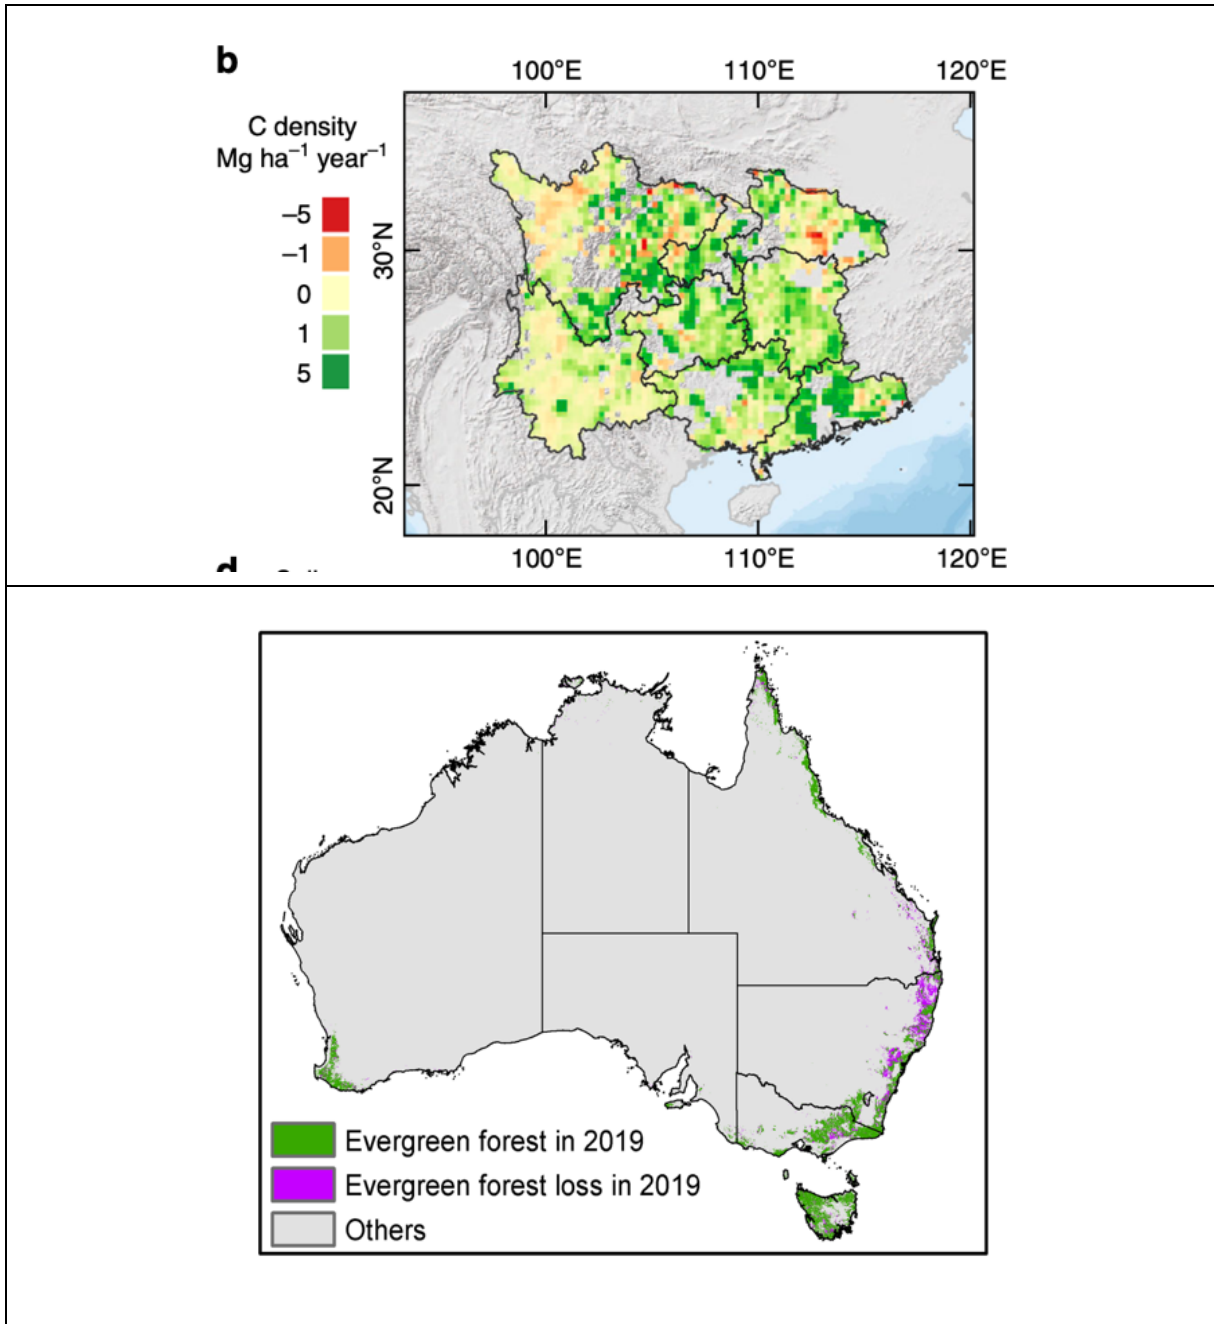 b
100°E
110°E
120°E
C density
Mg ha⁻¹ year⁻¹
−5
−1
0
1
5
30°N
20°N
100°E
110°E
120°E
d
Evergreen forest in 2019
Evergreen forest loss in 2019
Others